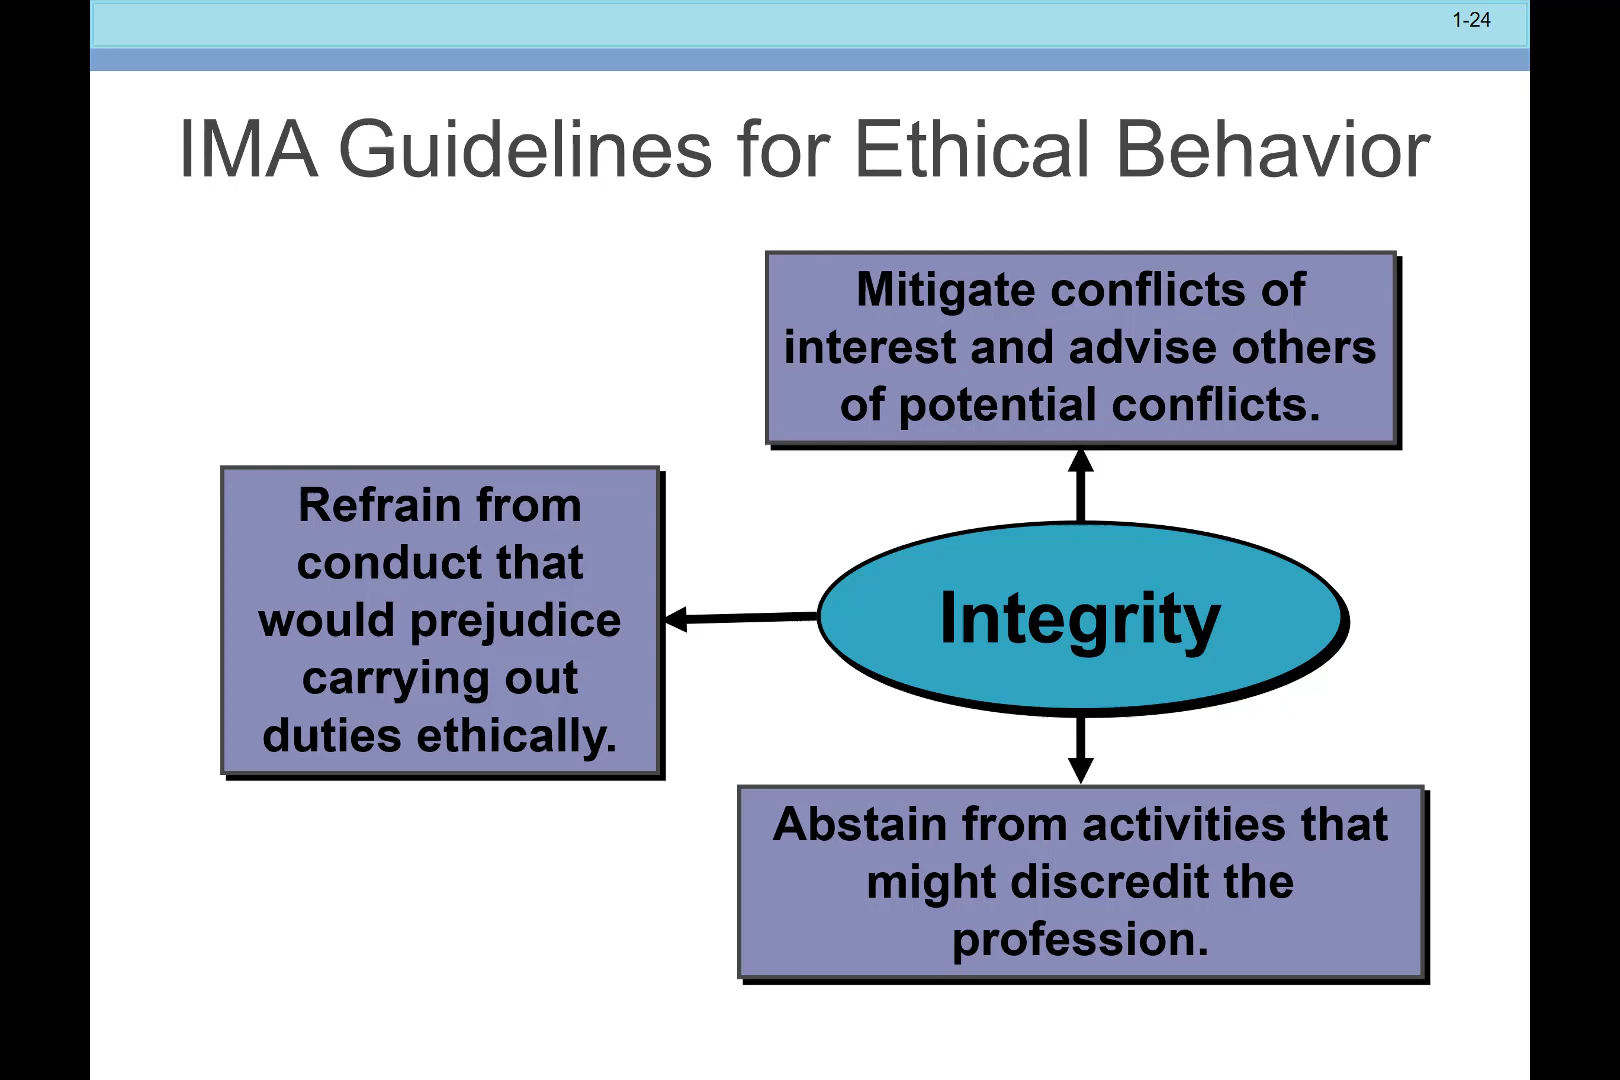 1-24
IMA Guidelines for Ethical Behavior
Mitigate conflicts of
interest and advise others
of potential conflicts.
Refrain from
conduct that
would prejudice
carrying out
duties ethically.
Integrity
Abstain from activities that
might discredit the
profession.